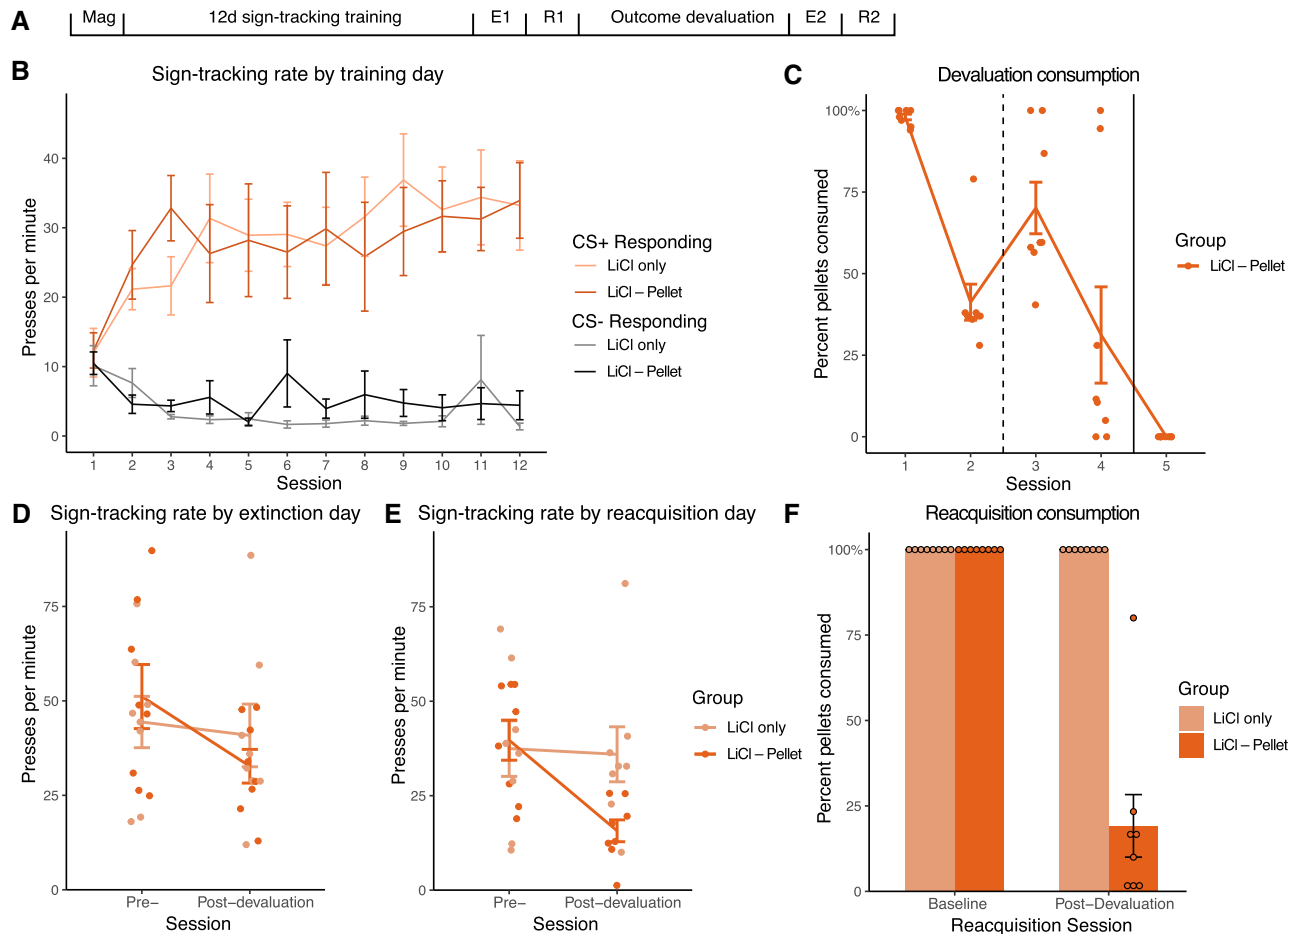 A
Mag
12d sign-tracking training
E1
R1
Outcome devaluation
E2
R2
B
Sign-tracking rate by training day
Presses per minute
40
30
20
10
0
1 2 3 4 5 6 7 8 9 10 11 12
Session
CS+ Responding
LiCl only
LiCl – Pellet
CS- Responding
LiCl only
LiCl – Pellet
C
Devaluation consumption
Percent pellets consumed
100%
75
50
25
0
1 2 3 4 5
Session
Group
LiCl – Pellet
D
Sign-tracking rate by extinction day
Presses per minute
75
50
25
0
Pre– Post–devaluation
Session
E
Sign-tracking rate by reacquisition day
Presses per minute
75
50
25
0
Pre– Post–devaluation
Session
Group
LiCl only
LiCl – Pellet
F
Reacquisition consumption
Percent pellets consumed
100%
75
50
25
0
Baseline Post–Devaluation
Reacquisition Session
Group
LiCl only
LiCl – Pellet